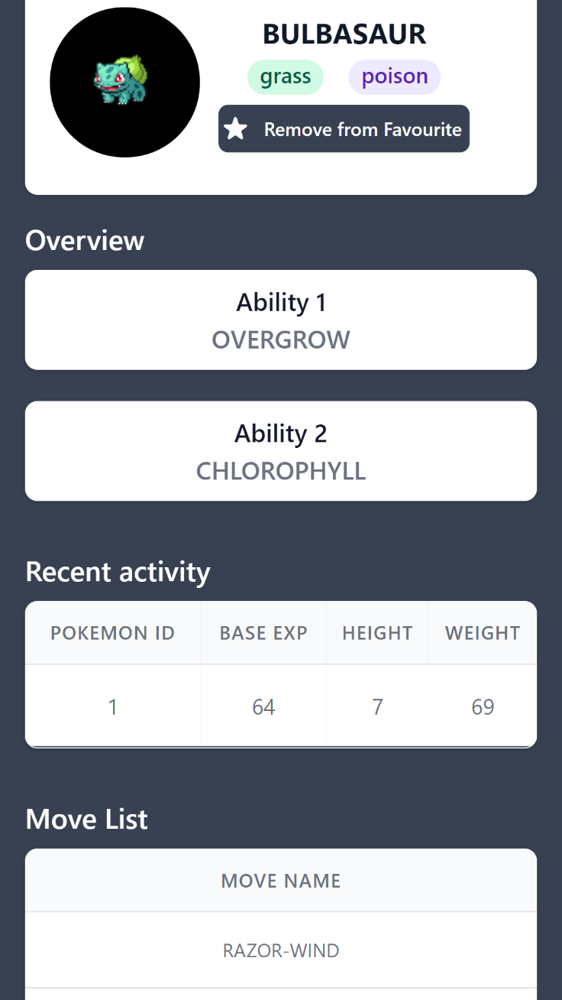 BULBASAUR
grass poison
Remove from Favourite
Overview
Ability 1
OVERGROW
Ability 2
CHLOROPHYLL
Recent activity
POKEMON ID BASE EXP HEIGHT WEIGHT
1 64 7 69
Move List
MOVE NAME
RAZOR-WIND